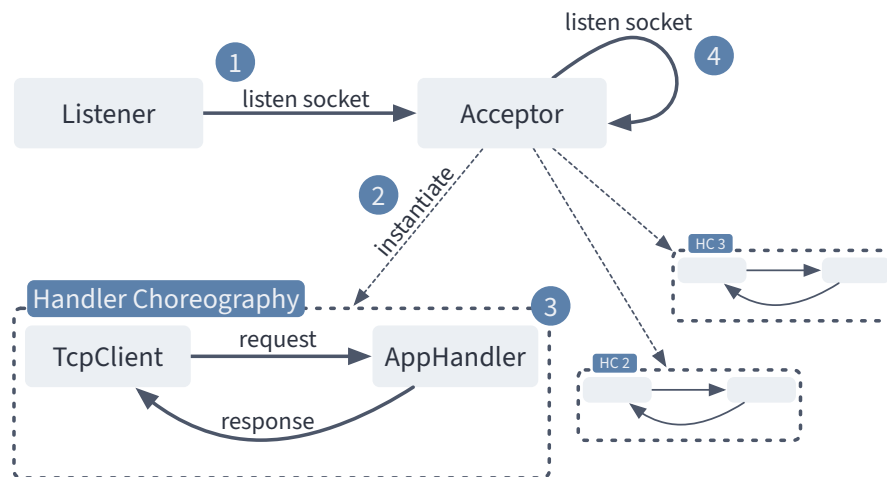 listen socket
1
4
listen socket
Listener
Acceptor
2
instantiate
HC 3
Handler Choreography
3
request
TcpClient
AppHandler
HC 2
response